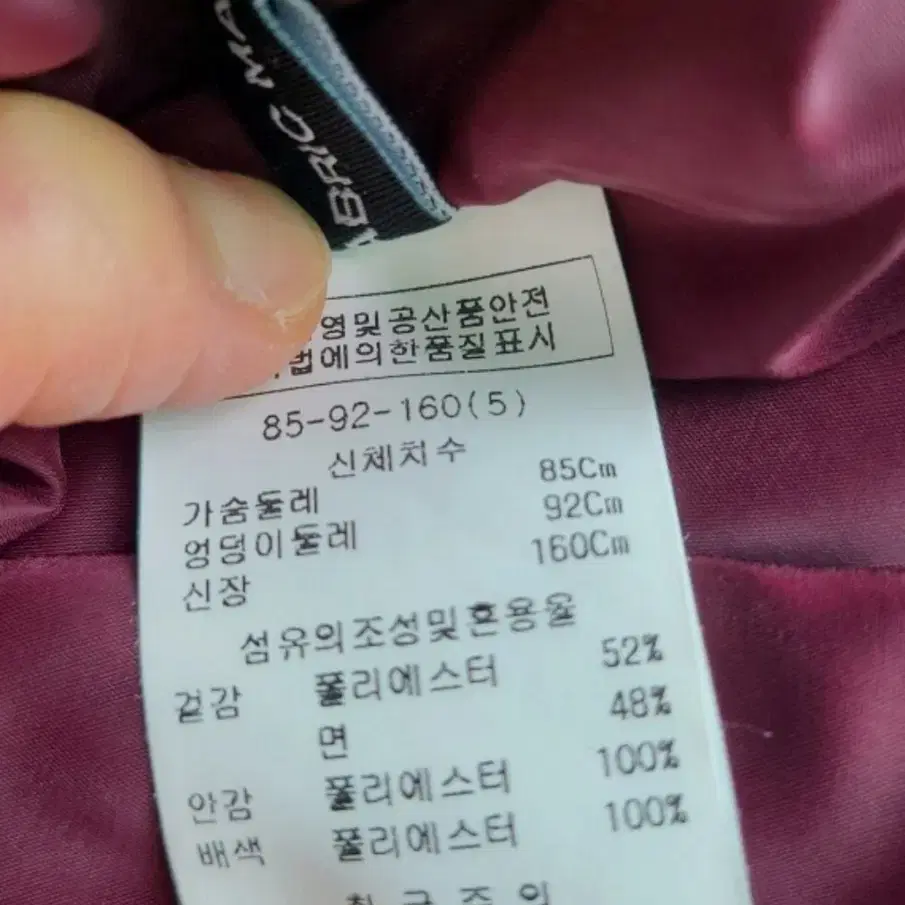 영및공산품안전
법에의한품질표시
85-92-160(5)
신체치수
가슴둘레 85Cm
엉덩이둘레 92Cm
신장 160Cm
섬유의조성및혼용율
겉감 폴리에스터 52%
면 48%
안감 폴리에스터 100%
배색 폴리에스터 100%